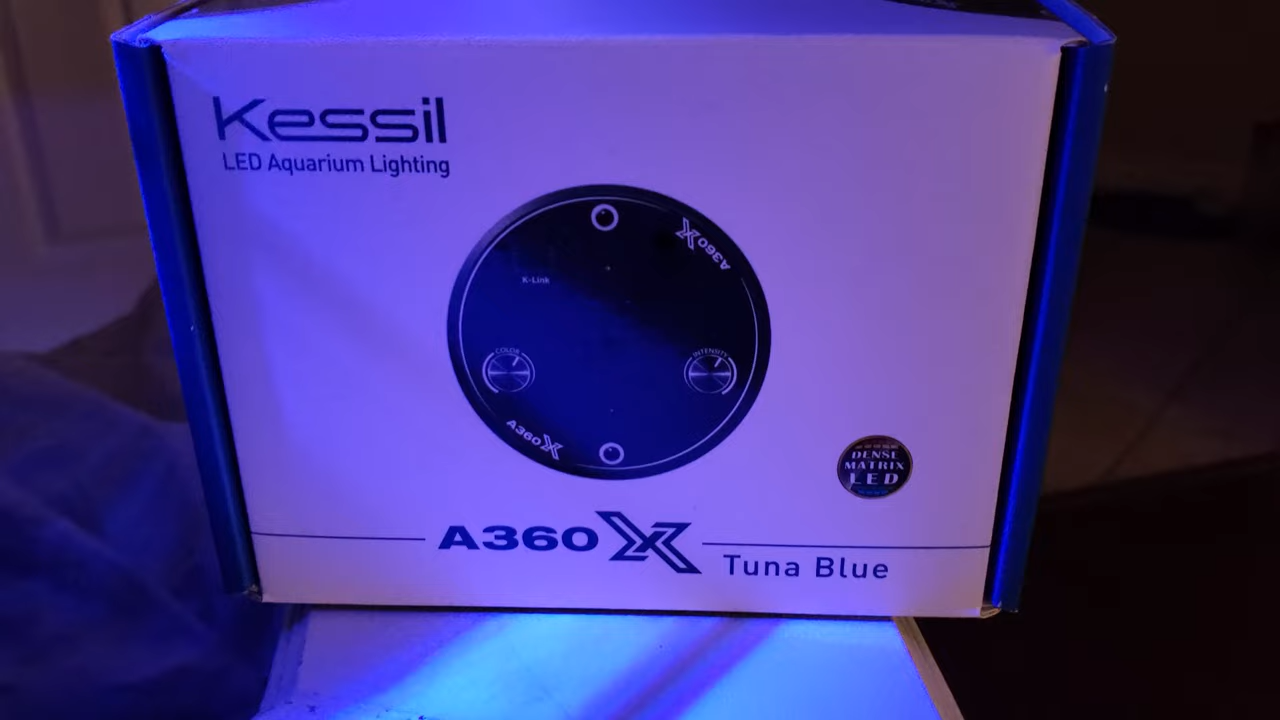 Kessil
LED Aquarium Lighting
A360X
K-Link
COLOR
INTENSITY
A360X
DENSE
MATRIX
LED
A360X
Tuna Blue